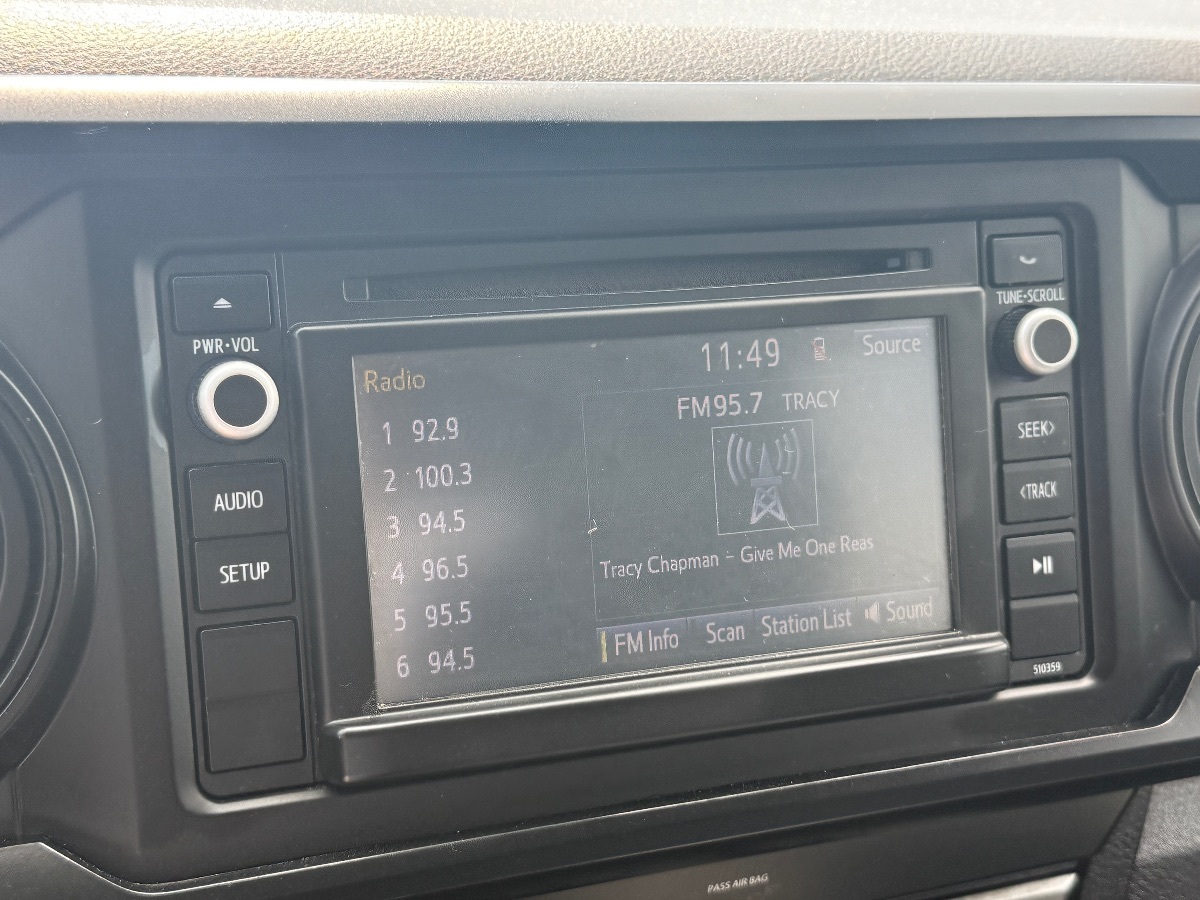 PWR•VOL
AUDIO
SETUP
Radio
11:49
Source
1 92.9
2 100.3
3 94.5
4 96.5
5 95.5
6 94.5
FM95.7 TRACY
Tracy Chapman - Give Me One Reas
FM Info
Scan
Station List
Sound
TUNE•SCROLL
SEEK>
<TRACK
510359
PASS AIR BAG